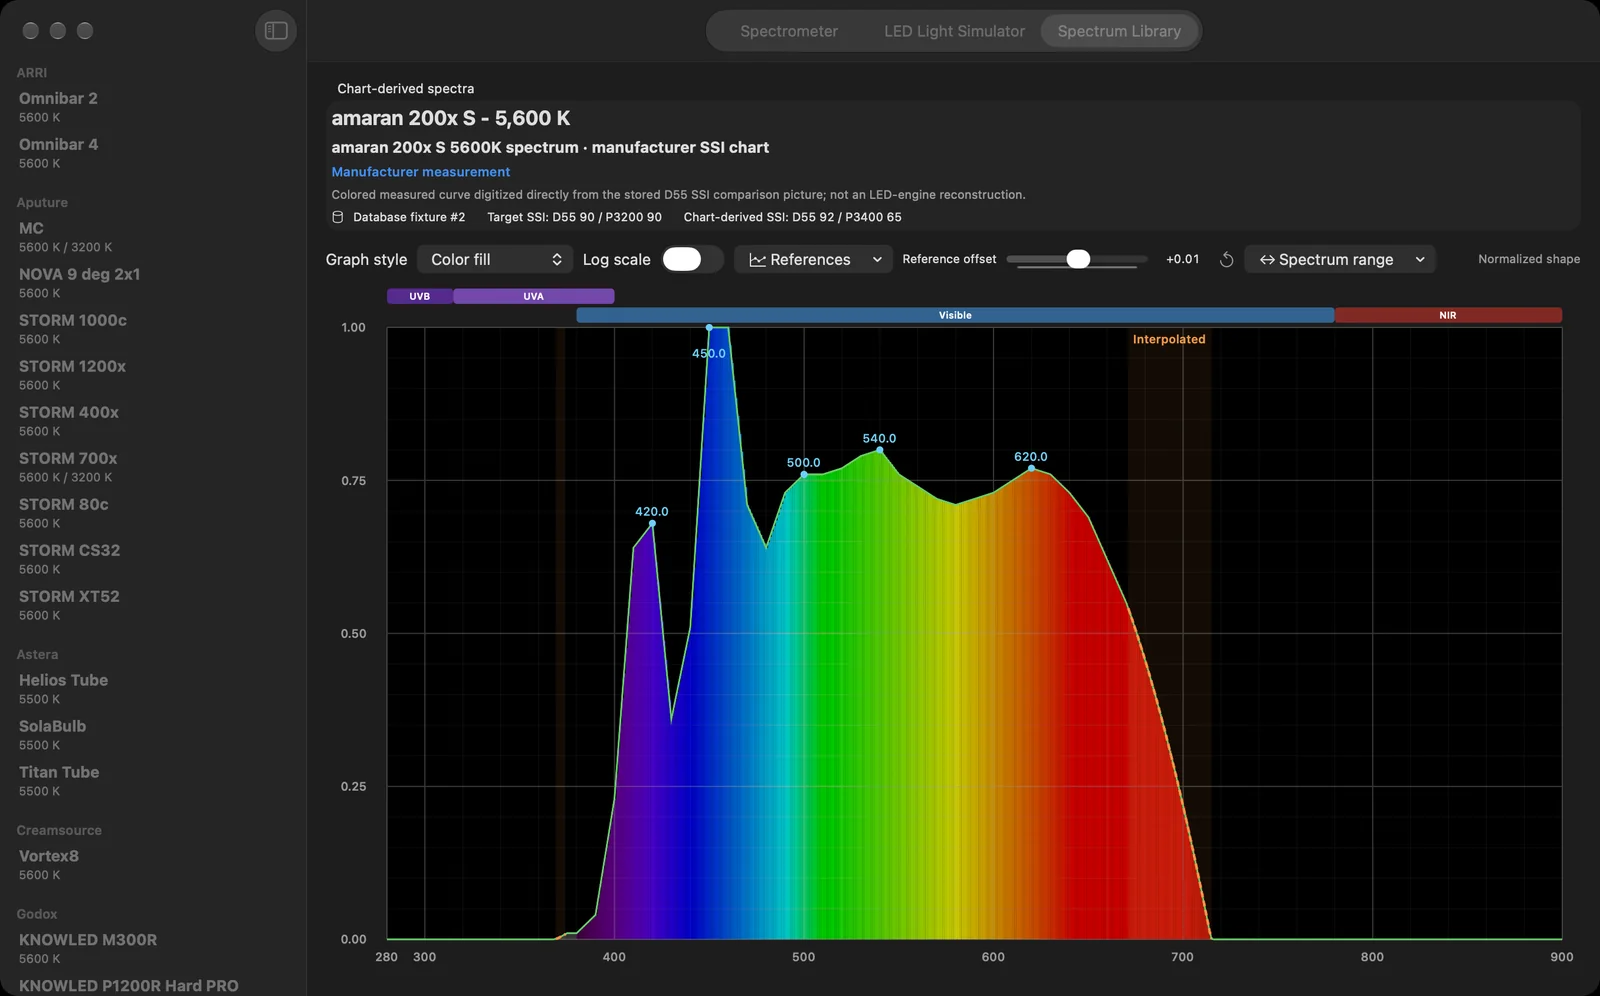 Spectrometer
LED Light Simulator
Spectrum Library
ARRI
Omnibar 2
5600 K
Omnibar 4
5600 K
Aputure
MC
5600 K / 3200 K
NOVA 9 deg 2x1
5600 K
STORM 1000c
5600 K
STORM 1200x
5600 K
STORM 400x
5600 K
STORM 700x
5600 K / 3200 K
STORM 80c
5600 K
STORM CS32
5600 K
STORM XT52
5600 K
Astera
Helios Tube
5500 K
SolaBulb
5500 K
Titan Tube
5500 K
Creamsource
Vortex8
5600 K
Godox
KNOWLED M300R
5600 K
KNOWLED P1200R Hard PRO
Chart-derived spectra
amaran 200x S - 5,600 K
amaran 200x S 5600K spectrum · manufacturer SSI chart
Manufacturer measurement
Colored measured curve digitized directly from the stored D55 SSI comparison picture; not an LED-engine reconstruction.
Database fixture #2 Target SSI: D55 90 / P3200 90 Chart-derived SSI: D55 92 / P3400 65
Graph style Color fill Log scale References Reference offset +0.01 Spectrum range Normalized shape
UVB UVA
Visible NIR
Interpolated
1.00
0.75
0.50
0.25
0.00
420.0
450.0
500.0
540.0
620.0
280 300 400 500 600 700 800 900